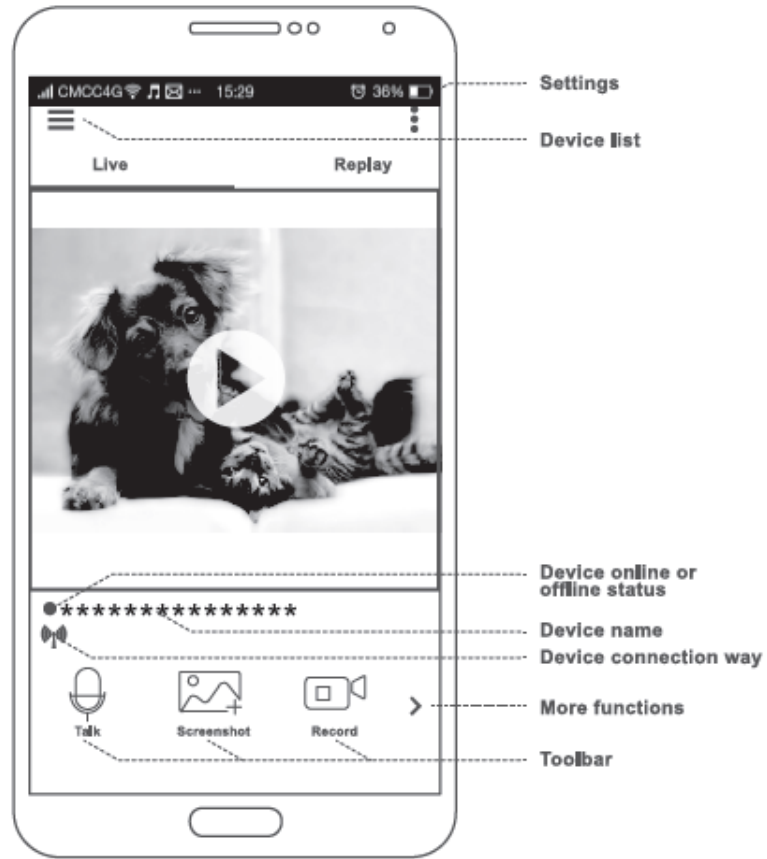 CMCC4G ... 15:29 36%
Settings
Device list
Live Replay
Device online or
offline status
***************
Device name
Device connection way
More functions
Talk Screenshot Record
Toolbar